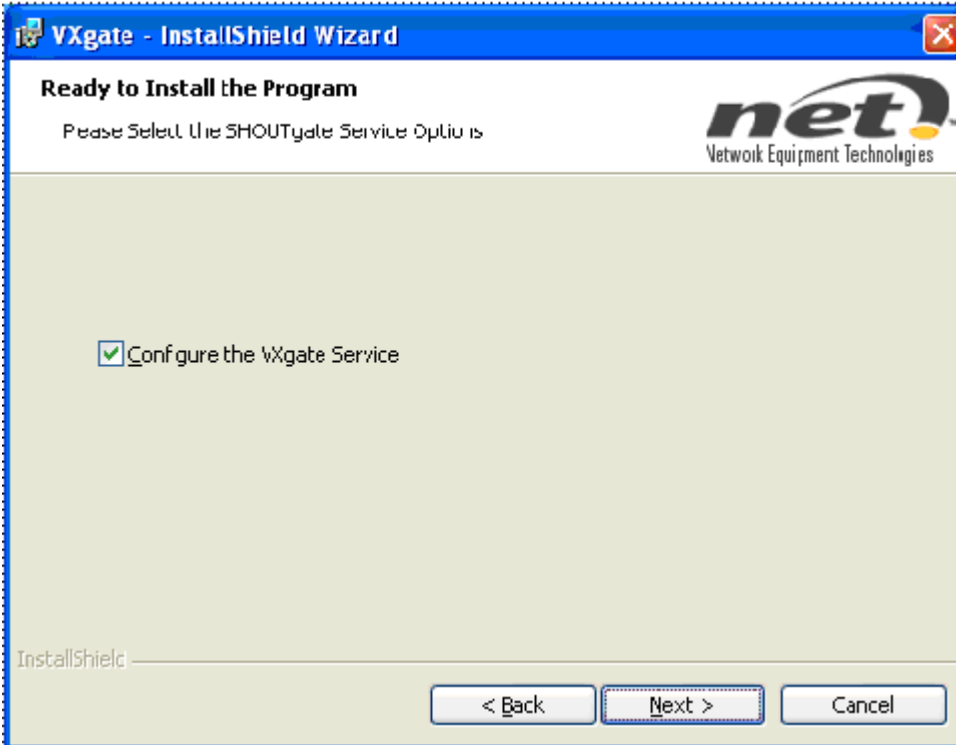 VXgate - InstallShield Wizard
Ready to Install the Program
Please Select the SHOUTgate Service Options
net
Network Equipment Technologies
Configure the VXgate Service
InstallShield
< Back
Next >
Cancel